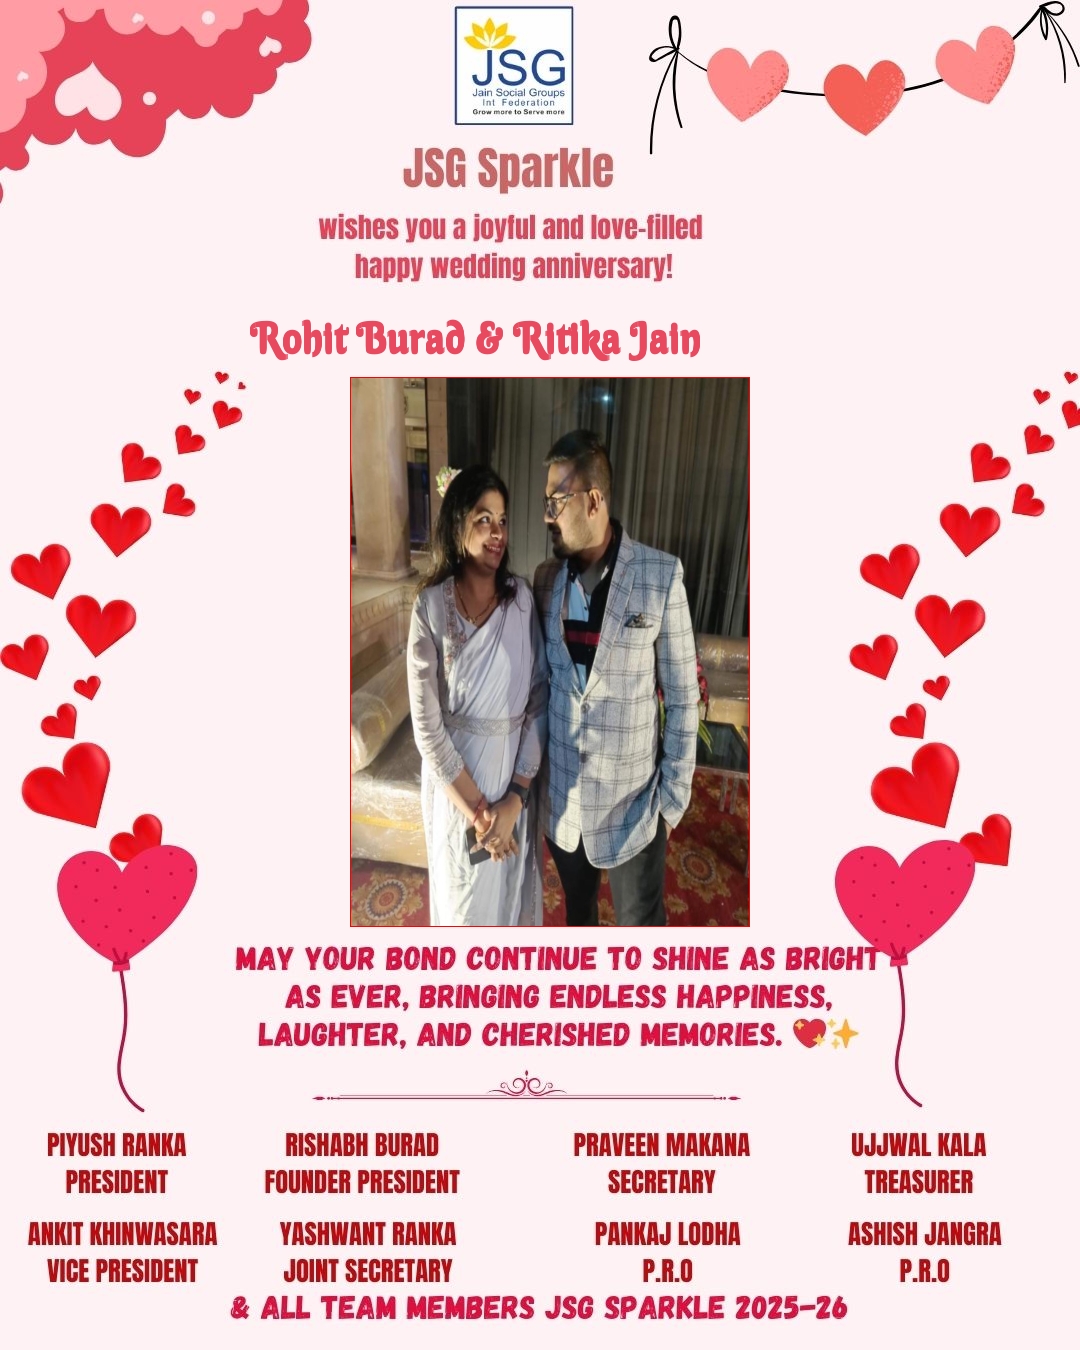 JSG
Jain Social Groups
Int Federation
Grow more to Serve more
JSG Sparkle
wishes you a joyful and love-filled
happy wedding anniversary!
Rohit Burad & Ritika Jain
MAY YOUR BOND CONTINUE TO SHINE AS BRIGHT
AS EVER, BRINGING ENDLESS HAPPINESS,
LAUGHTER, AND CHERISHED MEMORIES. 💖✨
PIYUSH RANKA
PRESIDENT
RISHABH BURAD
FOUNDER PRESIDENT
PRAVEEN MAKANA
SECRETARY
UJJWAL KALA
TREASURER
ANKIT KHINWASARA
VICE PRESIDENT
YASHWANT RANKA
JOINT SECRETARY
PANKAJ LODHA
P.R.O
ASHISH JANGRA
P.R.O
& ALL TEAM MEMBERS JSG SPARKLE 2025-26